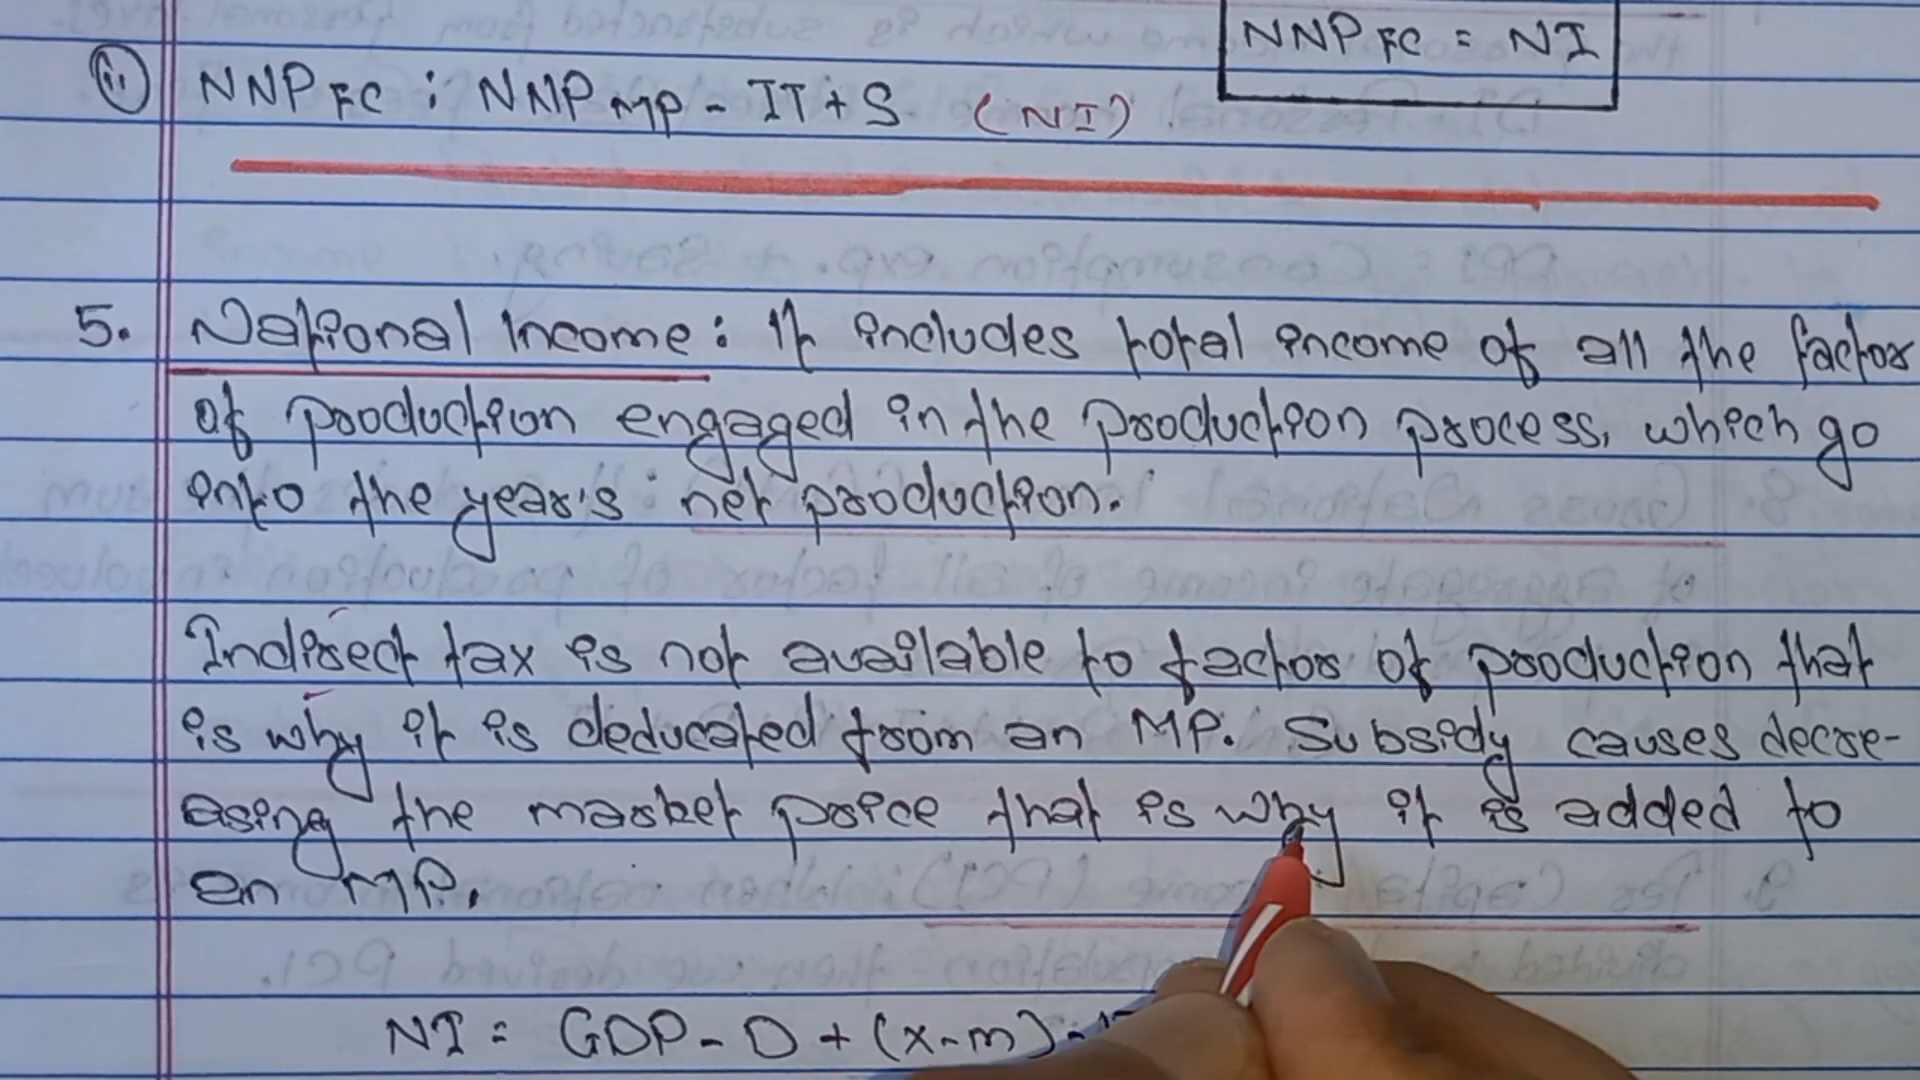 NNP FC = NI
(ii) NNP FC : NNP MP - IT + S (NI)
5. National Income : It includes total income of all the factor
of production engaged in the production process, which go
into the year's net production.
Indirect tax is not available to factor of production that
is why it is deducated from an MP. Subsidy causes decre-
asing the market price that is why it is added to
an MP.
NI = GDP - D + (x-m) -